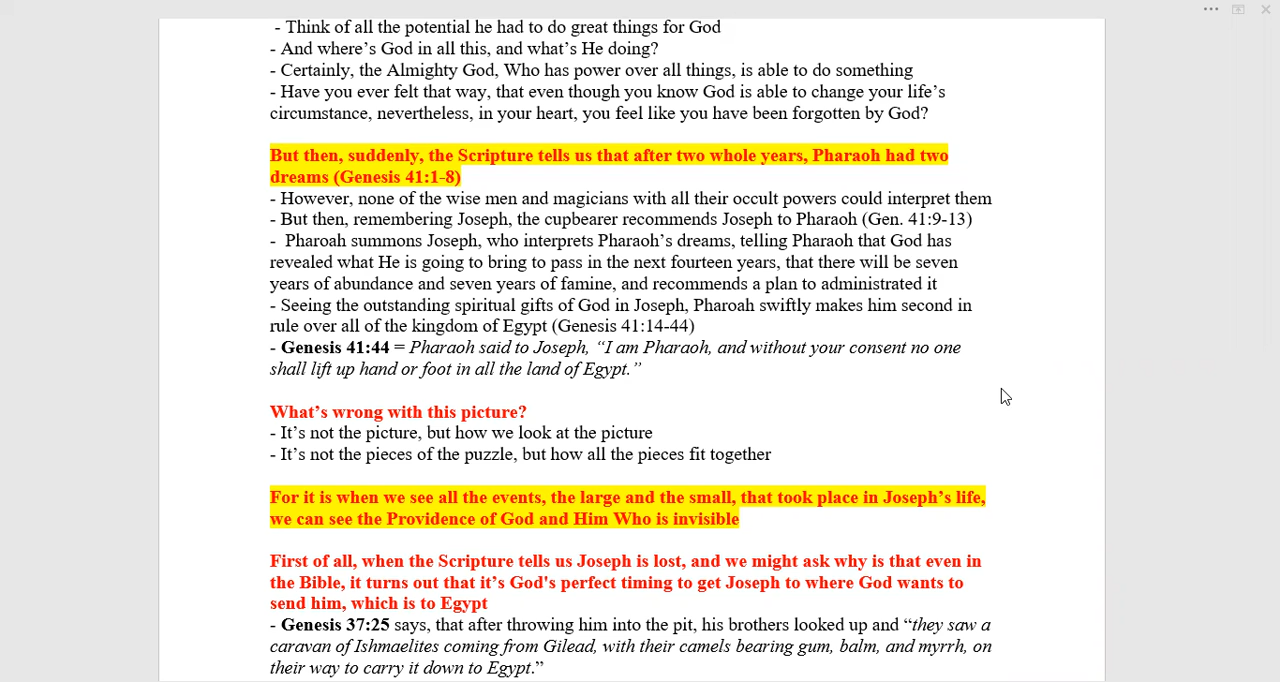 - Think of all the potential he had to do great things for God
- And where’s God in all this, and what’s He doing?
- Certainly, the Almighty God, Who has power over all things, is able to do something
- Have you ever felt that way, that even though you know God is able to change your life’s
circumstance, nevertheless, in your heart, you feel like you have been forgotten by God?
But then, suddenly, the Scripture tells us that after two whole years, Pharaoh had two
dreams (Genesis 41:1-8)
- However, none of the wise men and magicians with all their occult powers could interpret them
- But then, remembering Joseph, the cupbearer recommends Joseph to Pharaoh (Gen. 41:9-13)
-  Pharoah summons Joseph, who interprets Pharaoh’s dreams, telling Pharaoh that God has
revealed what He is going to bring to pass in the next fourteen years, that there will be seven
years of abundance and seven years of famine, and recommends a plan to administrated it
- Seeing the outstanding spiritual gifts of God in Joseph, Pharoah swiftly makes him second in
rule over all of the kingdom of Egypt (Genesis 41:14-44)
- Genesis 41:44 = Pharaoh said to Joseph, “I am Pharaoh, and without your consent no one
shall lift up hand or foot in all the land of Egypt.”
What’s wrong with this picture?
- It’s not the picture, but how we look at the picture
- It’s not the pieces of the puzzle, but how all the pieces fit together
For it is when we see all the events, the large and the small, that took place in Joseph’s life,
we can see the Providence of God and Him Who is invisible
First of all, when the Scripture tells us Joseph is lost, and we might ask why is that even in
the Bible, it turns out that it’s God's perfect timing to get Joseph to where God wants to
send him, which is to Egypt
- Genesis 37:25 says, that after throwing him into the pit, his brothers looked up and “they saw a
caravan of Ishmaelites coming from Gilead, with their camels bearing gum, balm, and myrrh, on
their way to carry it down to Egypt.”